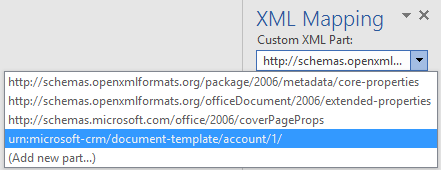 XML Mapping
Custom XML Part:
http://schemas.openxml...
http://schemas.openxmlformats.org/package/2006/metadata/core-properties
http://schemas.openxmlformats.org/officeDocument/2006/extended-properties
http://schemas.microsoft.com/office/2006/coverPageProps
urn:microsoft-crm/document-template/account/1/
(Add new part...)